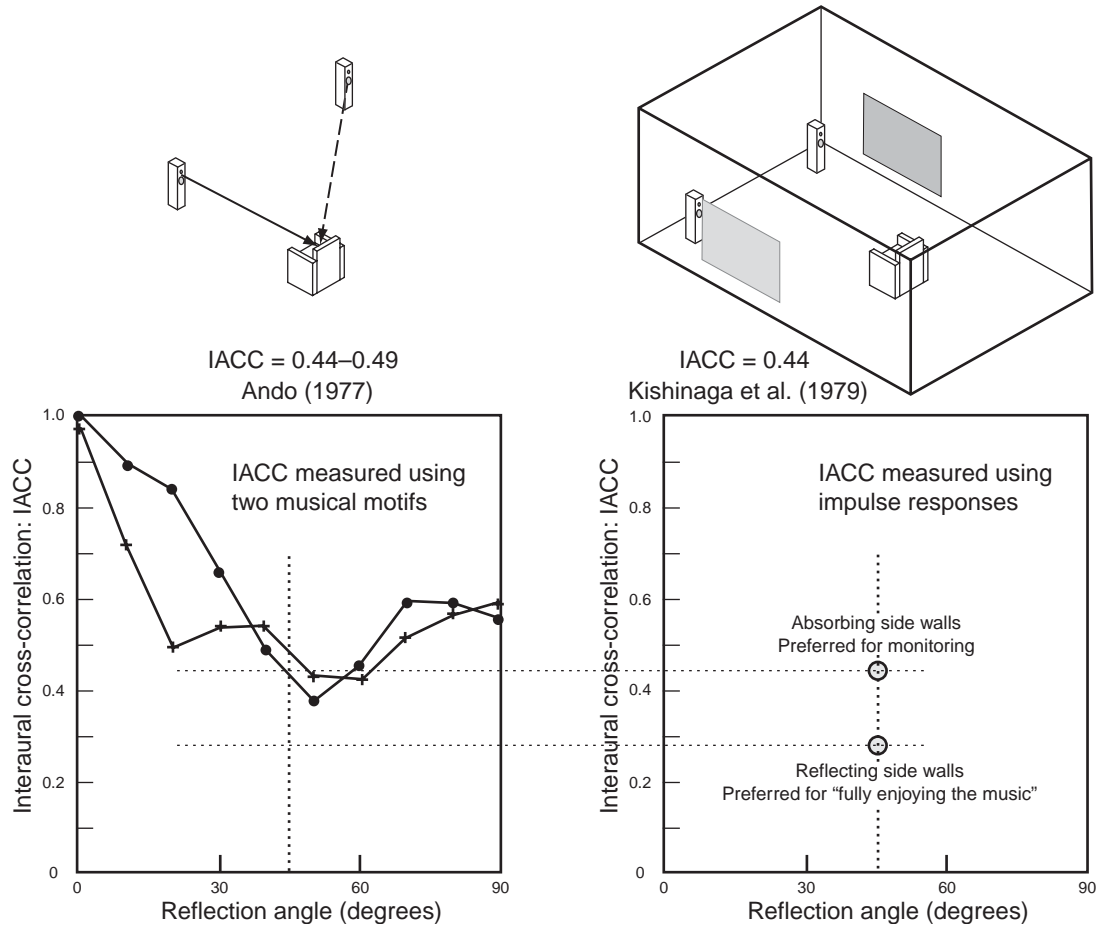 IACC = 0.44–0.49
Ando (1977)
IACC = 0.44
Kishinaga et al. (1979)
Interaural cross-correlation: IACC
1.0
0.8
0.6
0.4
0.2
0
IACC measured using
two musical motifs
0
30
60
90
Reflection angle (degrees)
Interaural cross-correlation: IACC
1.0
0.8
0.6
0.4
0.2
0
IACC measured using
impulse responses
Absorbing side walls
Preferred for monitoring
Reflecting side walls
Preferred for “fully enjoying the music”
0
30
60
90
Reflection angle (degrees)